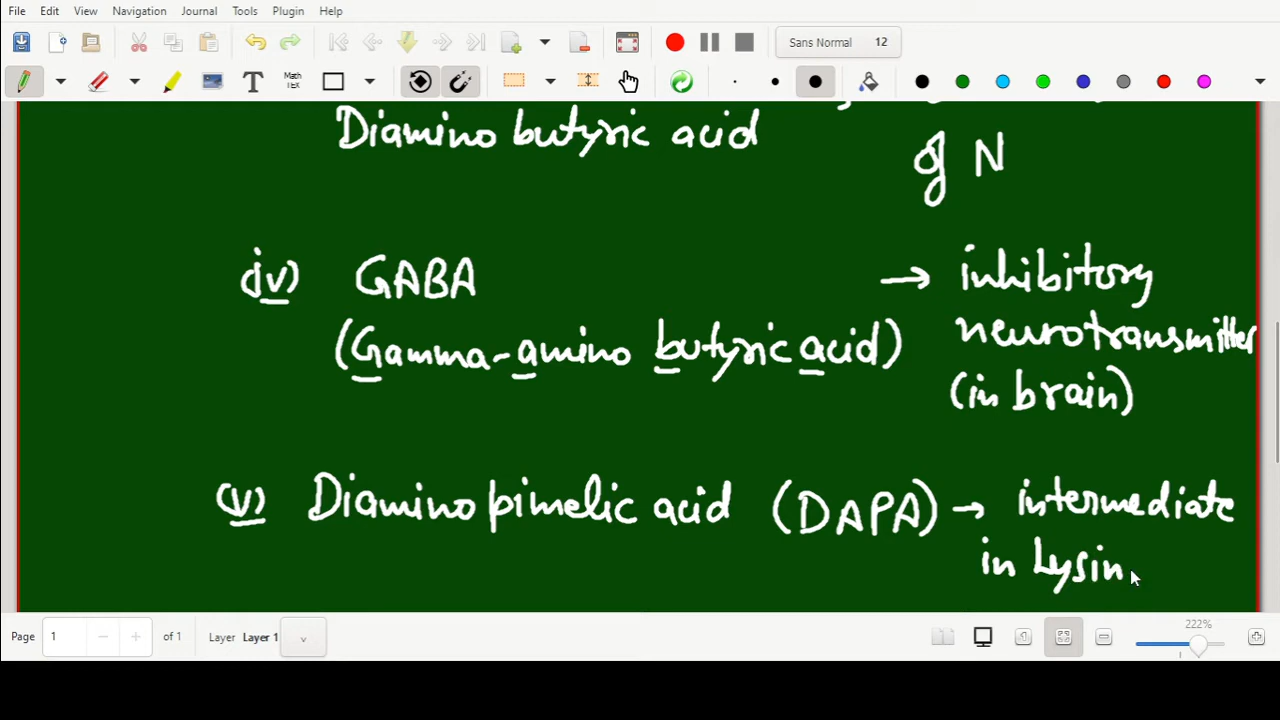 File Edit View Navigation Journal Tools Plugin Help
Sans Normal 12
Math TEX
Diamino butyric acid
of N
(iv) GABA → inhibitory
(Gamma-amino butyric acid) neurotransmitter
(in brain)
(v) Diamino pimelic acid (DAPA) → intermediate
in Lysin
Page 1 of 1 Layer Layer 1 222%